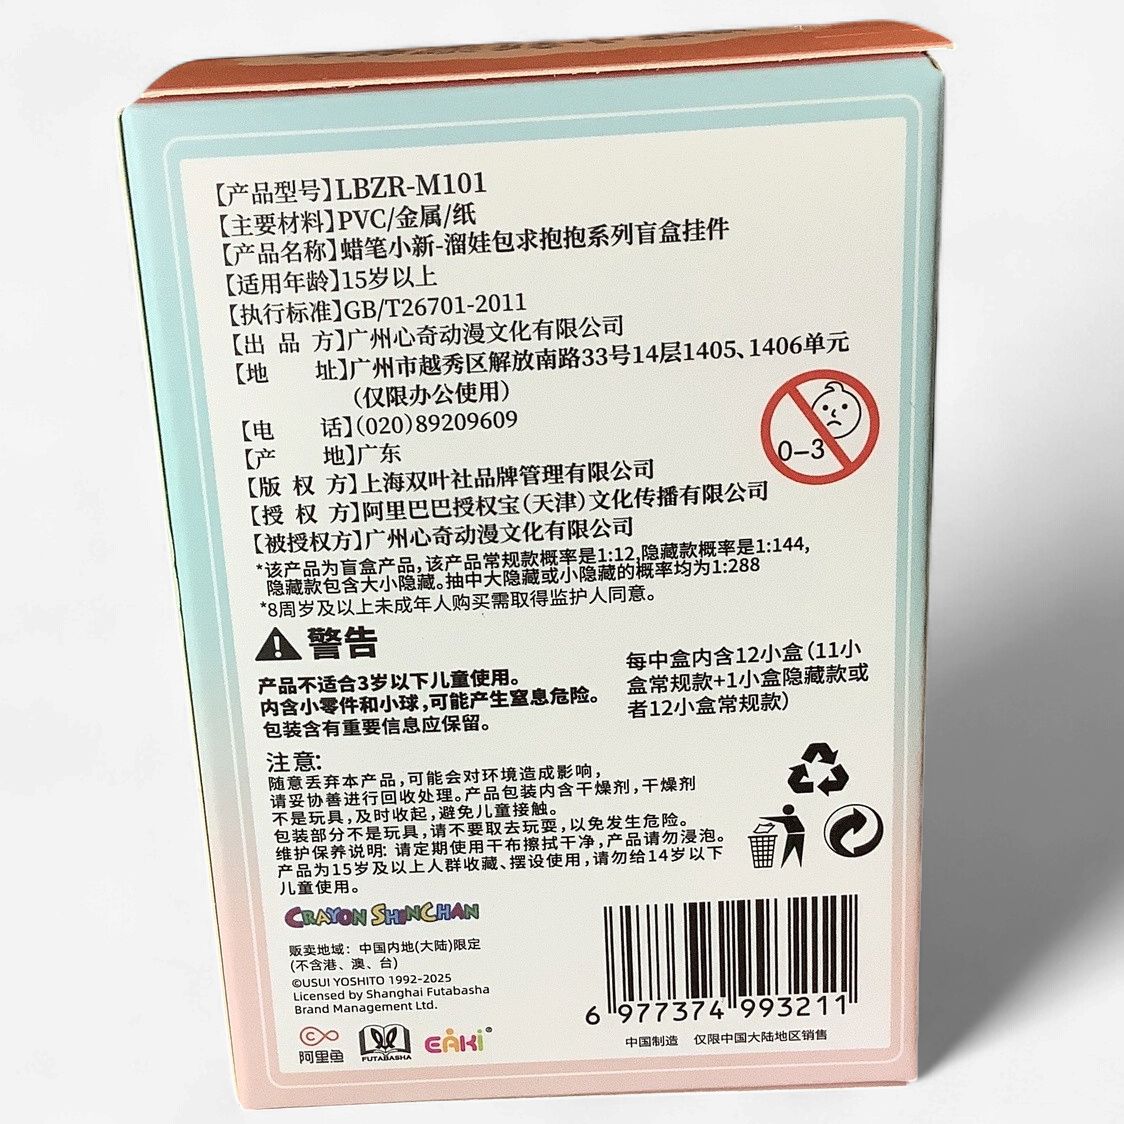 【产品型号】LBZR-M101
【主要材料】PVC/金属/纸
【产品名称】蜡笔小新-溜娃包求抱抱系列盲盒挂件
【适用年龄】15岁以上
【执行标准】GB/T26701-2011
【出 品 方】广州心奇动漫文化有限公司
【地 址】广州市越秀区解放南路33号14层1405、1406单元
（仅限办公使用）
【电 话】（020）89209609
【产 地】广东
【版 权 方】上海双叶社品牌管理有限公司
【授 权 方】阿里巴巴授权宝（天津）文化传播有限公司
【被授权方】广州心奇动漫文化有限公司
*该产品为盲盒产品，该产品常规款概率是1:12,隐藏款概率是1:144,
隐藏款包含大小隐藏。抽中大隐藏或小隐藏的概率均为1:288
*8周岁及以上未成年人购买需取得监护人同意。
0-3
警告
产品不适合3岁以下儿童使用。
内含小零件和小球，可能产生窒息危险。
包装含有重要信息应保留。
每中盒内含12小盒（11小
盒常规款+1小盒隐藏款或
者12小盒常规款）
注意:
随意丢弃本产品，可能会对环境造成影响，
请妥协善进行回收处理。产品包装内含干燥剂，干燥剂
不是玩具，及时收起，避免儿童接触。
包装部分不是玩具，请不要取去玩耍，以免发生危险。
维护保养说明: 请定期使用干布擦拭干净，产品请勿浸泡。
产品为15岁及以上人群收藏、摆设使用，请勿给14岁以下
儿童使用。
CRAYON SHINCHAN
贩卖地域：中国内地(大陆)限定
(不含港、澳、台)
©USUI YOSHITO 1992-2025
Licensed by Shanghai Futabasha
Brand Management Ltd.
阿里鱼
FUTABASHA
EAKI®
6 977374 993211
中国制造 仅限中国大陆地区销售